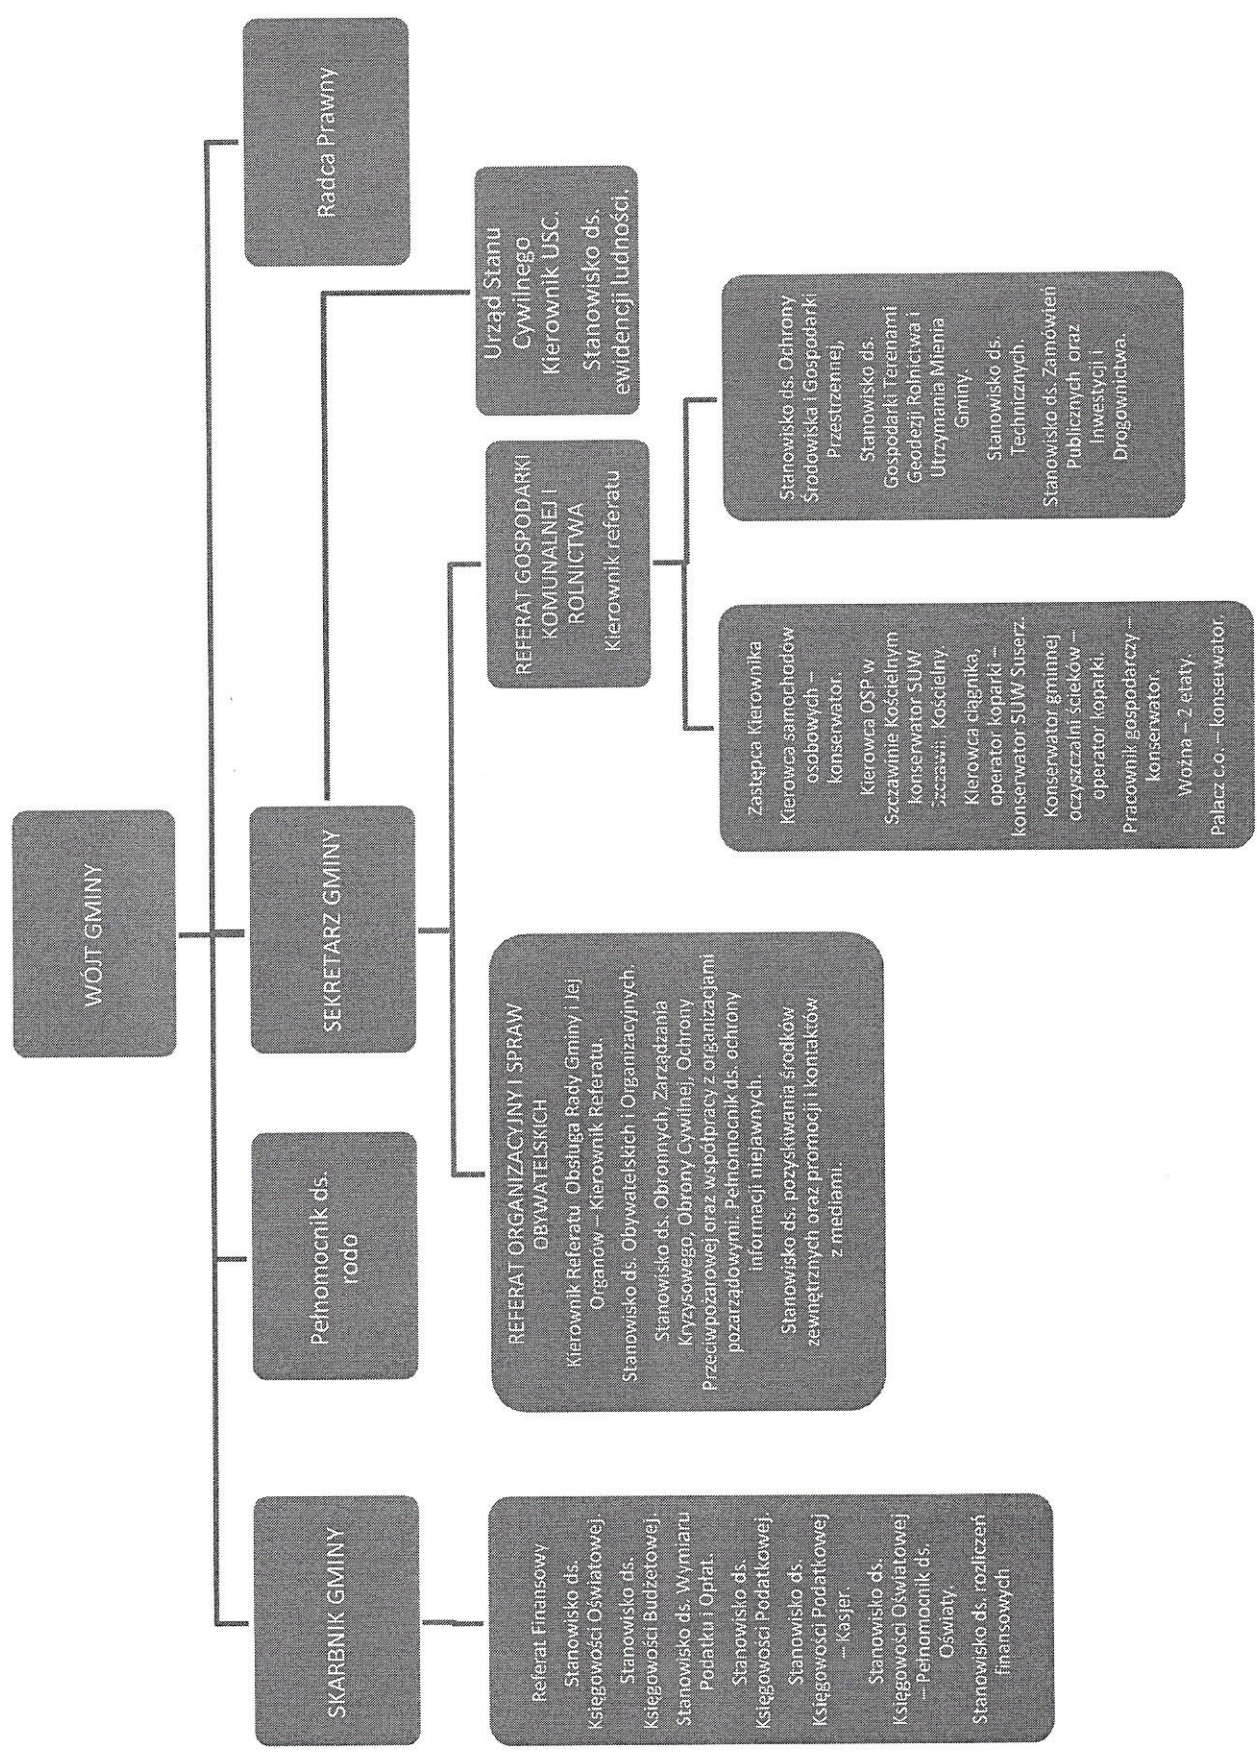 WÓJT GMINY
SKARBNIK GMINY
Pełnomocnik ds.
rodo
SEKRETARZ GMINY
Radca Prawny
Referat Finansowy
Stanowisko ds.
Księgowości Oświatowej.
Stanowisko ds.
Księgowości Budżetowej.
Stanowisko ds. Wymiaru
Podatku i Opłat.
Stanowisko ds.
Księgowości Podatkowej.
Stanowisko ds.
Księgowości Podatkowej
– Kasjer.
Stanowisko ds.
Księgowości Oświatowej
– Pełnomocnik ds.
Oświaty.
Stanowisko ds. rozliczeń
finansowych
REFERAT ORGANIZACYJNY I SPRAW
OBYWATELSKICH
Kierownik Referatu Obsługa Rady Gminy i Jej
Organów – Kierownik Referatu.
Stanowisko ds. Obywatelskich i Organizacyjnych.
Stanowisko ds. Obronnych, Zarządzania
Kryzysowego, Obrony Cywilnej, Ochrony
Przeciwpożarowej oraz współpracy z organizacjami
pozarządowymi. Pełnomocnik ds. ochrony
informacji niejawnych.
Stanowisko ds. pozyskiwania środków
zewnętrznych oraz promocji i kontaktów
z mediami.
REFERAT GOSPODARKI
KOMUNALNEJ I
ROLNICTWA
Kierownik referatu
Urząd Stanu
Cywilnego
Kierownik USC.
Stanowisko ds.
ewidencji ludności.
Zastępca Kierownika
Kierowca samochodów
osobowych –
konserwator.
Kierowca OSP w
Szczawinie Kościelnym
konserwator SUW
Kościelny.
Kierowca ciągnika,
operator koparki –
konserwator SUW Suserz.
Konserwator gminnej
oczyszczalni ścieków –
operator koparki.
Pracownik gospodarczy –
konserwator.
Woźna – 2 etaty.
Palacz c.o. – konserwator.
Stanowisko ds. Ochrony
Środowiska i Gospodarki
Przestrzennej,
Stanowisko ds.
Gospodarki Terenami
Geodezji Rolnictwa i
Utrzymania Mienia
Gminy.
Stanowisko ds.
Technicznych.
Stanowisko ds. Zamówień
Publicznych oraz
Inwestycji i
Drogownictwa.